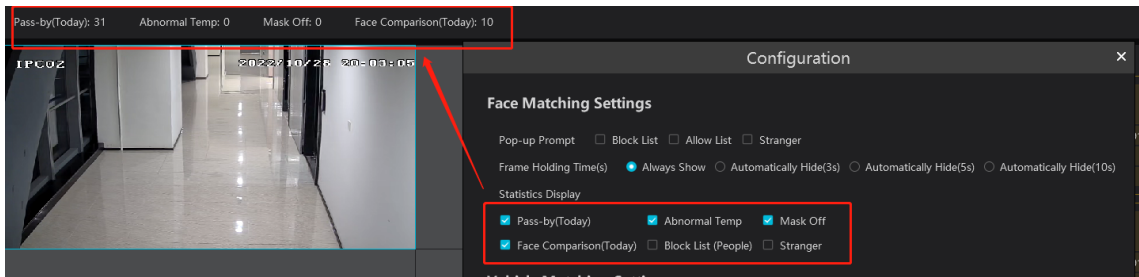 Pass-by(Today): 31 Abnormal Temp: 0 Mask Off: 0 Face Comparison(Today): 10
IPC02 2022/10/28 20:03:05
Configuration ×
Face Matching Settings
Pop-up Prompt Block List Allow List Stranger
Frame Holding Time(s) Always Show Automatically Hide(3s) Automatically Hide(5s) Automatically Hide(10s)
Statistics Display
Pass-by(Today) Abnormal Temp Mask Off
Face Comparison(Today) Block List (People) Stranger